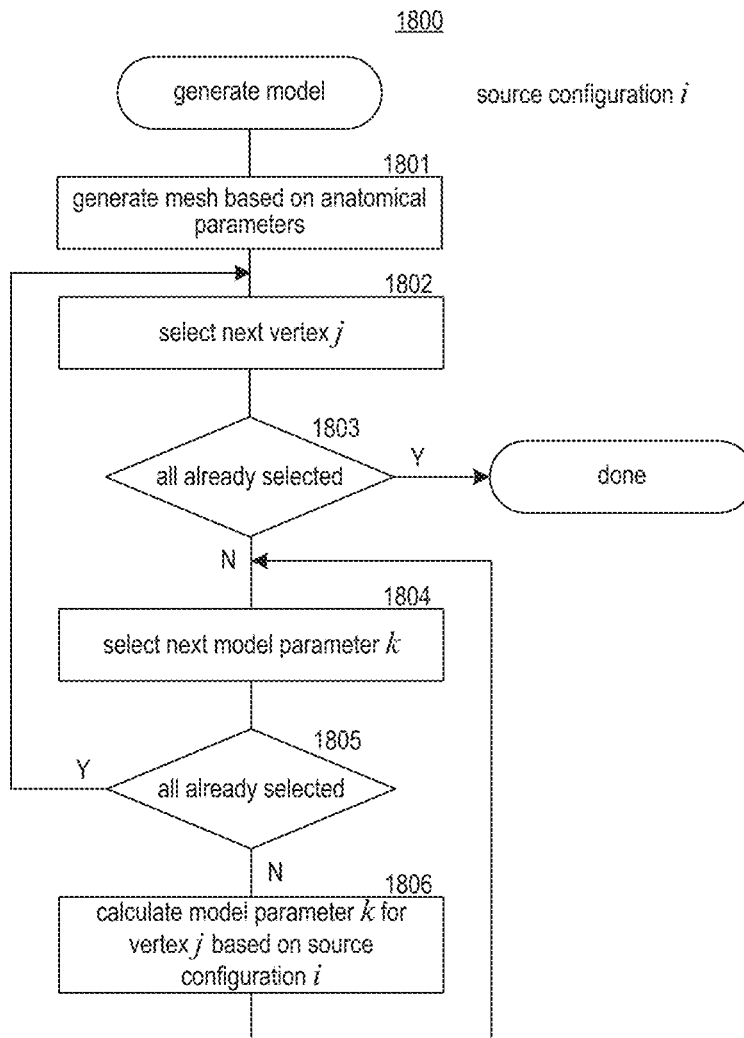 1800
generate model
source configuration i
1801
generate mesh based on anatomical
parameters
1802
select next vertex j
1803
all already selected
Y
done
N
1804
select next model parameter k
1805
Y
all already selected
N
1806
calculate model parameter k for
vertex j based on source
configuration i